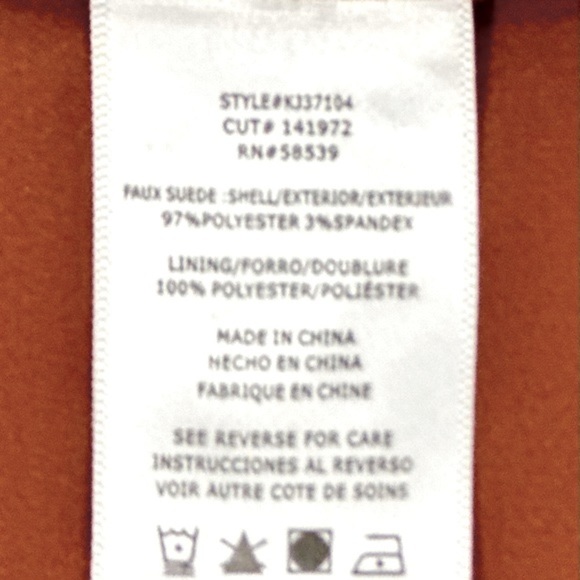 STYLE#KJ37104
CUT# 141972
RN#58539
FAUX SUEDE :SHELL/EXTERIOR/EXTERIEUR
97%POLYESTER 3%SPANDEX
LINING/FORRO/DOUBLURE
100% POLYESTER/POLIÉSTER
MADE IN CHINA
HECHO EN CHINA
FABRIQUE EN CHINE
SEE REVERSE FOR CARE
INSTRUCCIONES AL REVERSO
VOIR AUTRE COTE DE SOINS